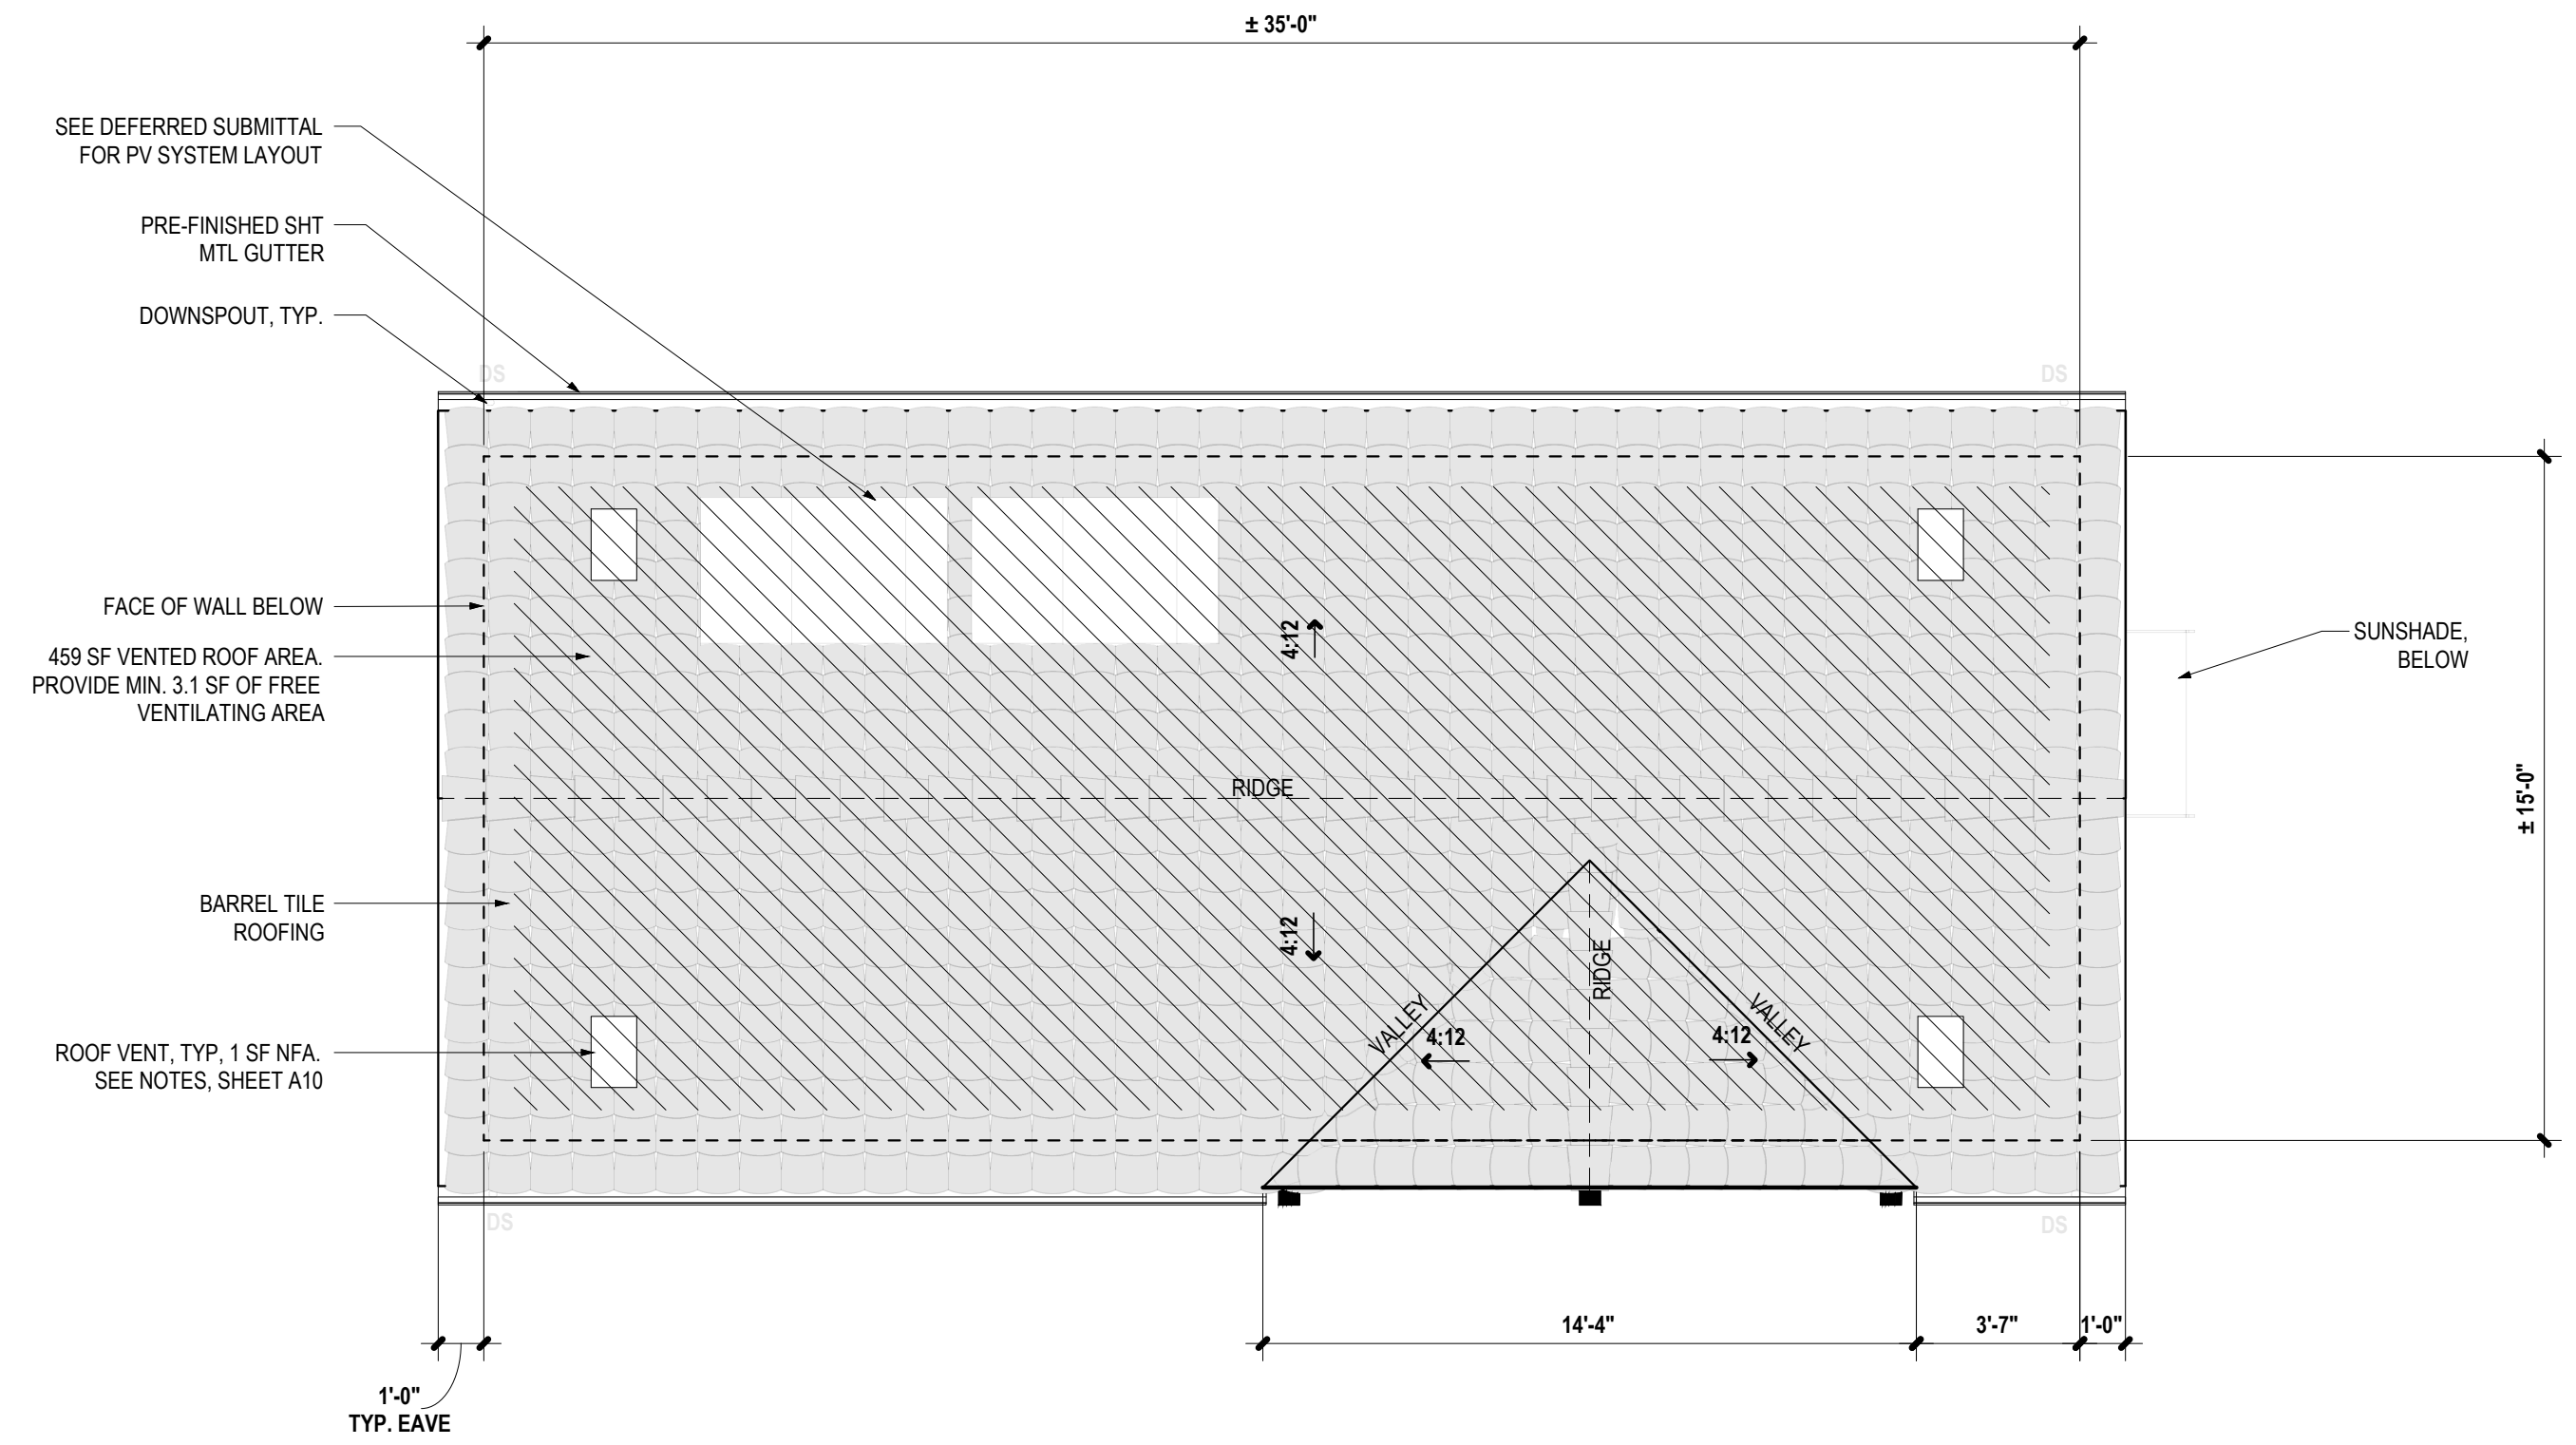 ± 35'-0"
SEE DEFERRED SUBMITTAL
FOR PV SYSTEM LAYOUT
PRE-FINISHED SHT
MTL GUTTER
DOWNSPOUT, TYP.
DS
DS
FACE OF WALL BELOW
459 SF VENTED ROOF AREA.
PROVIDE MIN. 3.1 SF OF FREE
VENTILATING AREA
4:12
SUNSHADE,
BELOW
RIDGE
± 15'-0"
BARREL TILE
ROOFING
4:12
RIDGE
VALLEY
VALLEY
4:12
4:12
ROOF VENT, TYP, 1 SF NFA.
SEE NOTES, SHEET A10
DS
DS
14'-4"
3'-7"
1'-0"
1'-0"
TYP. EAVE